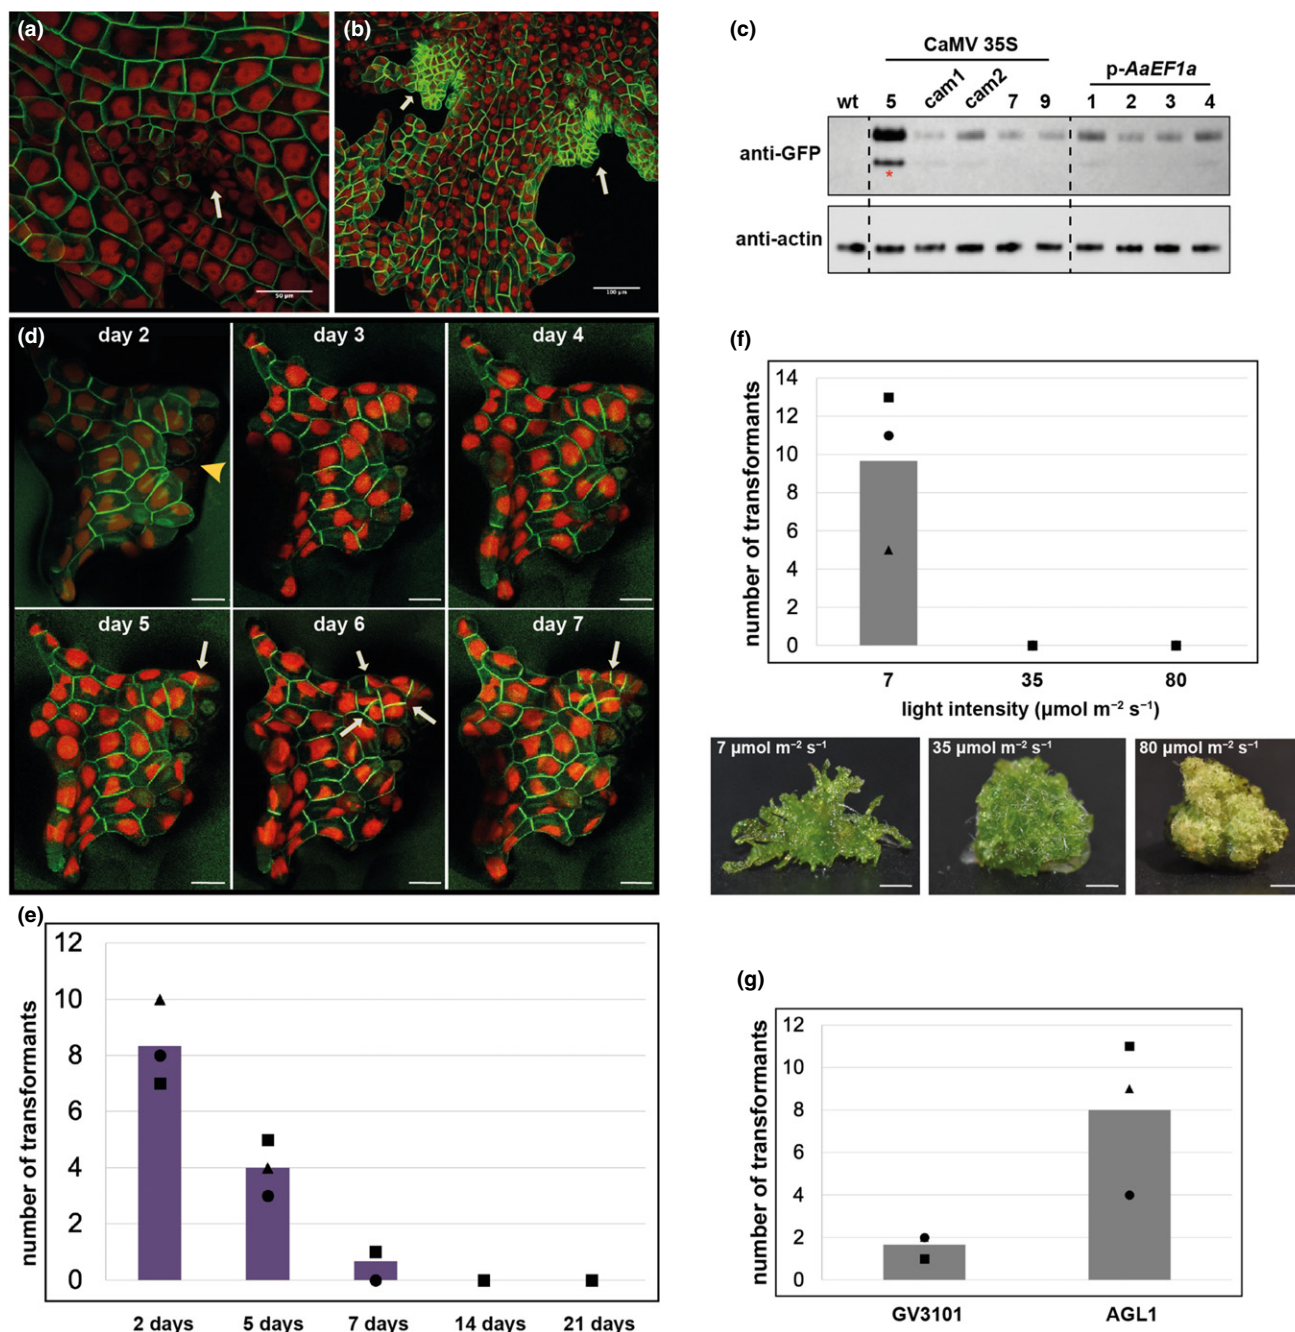 (a)
50 µm
(b)
100 µm
(c)
CaMV 35S
p-AaEF1a
wt 5 cam1 cam2 7 9 1 2 3 4
anti-GFP
*
anti-actin
(d)
day 2
day 3
day 4
day 5
day 6
day 7
(e)
number of transformants
12
10
8
6
4
2
0
2 days 5 days 7 days 14 days 21 days
(f)
number of transformants
14
12
10
8
6
4
2
0
7 35 80
light intensity (µmol m⁻² s⁻¹)
7 µmol m⁻² s⁻¹
35 µmol m⁻² s⁻¹
80 µmol m⁻² s⁻¹
(g)
number of transformants
12
10
8
6
4
2
0
GV3101 AGL1